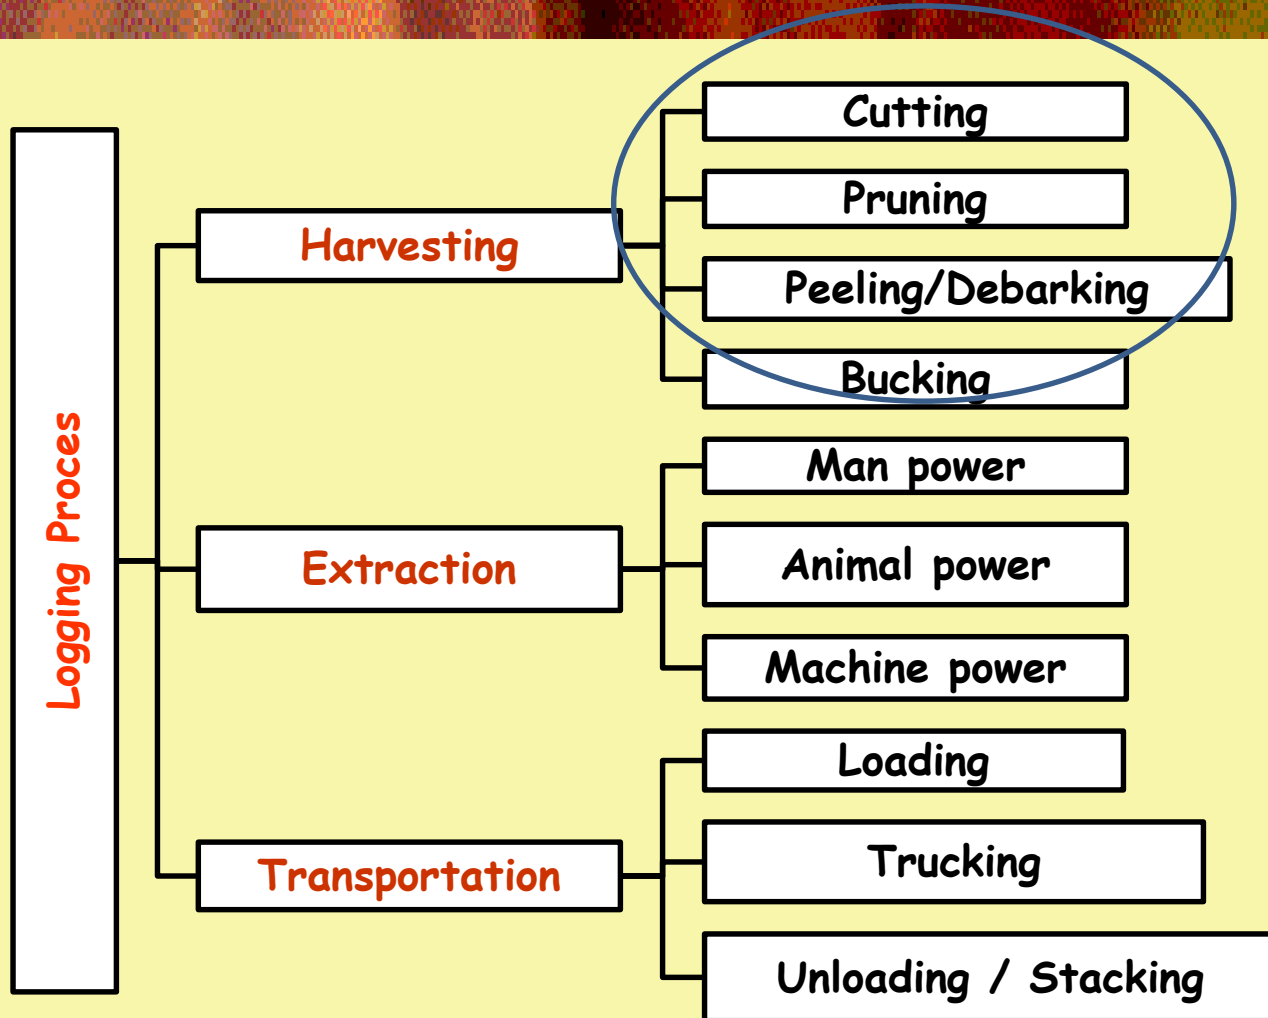 Logging Proces
Harvesting
Cutting
Pruning
Peeling/Debarking
Bucking
Extraction
Man power
Animal power
Machine power
Transportation
Loading
Trucking
Unloading / Stacking